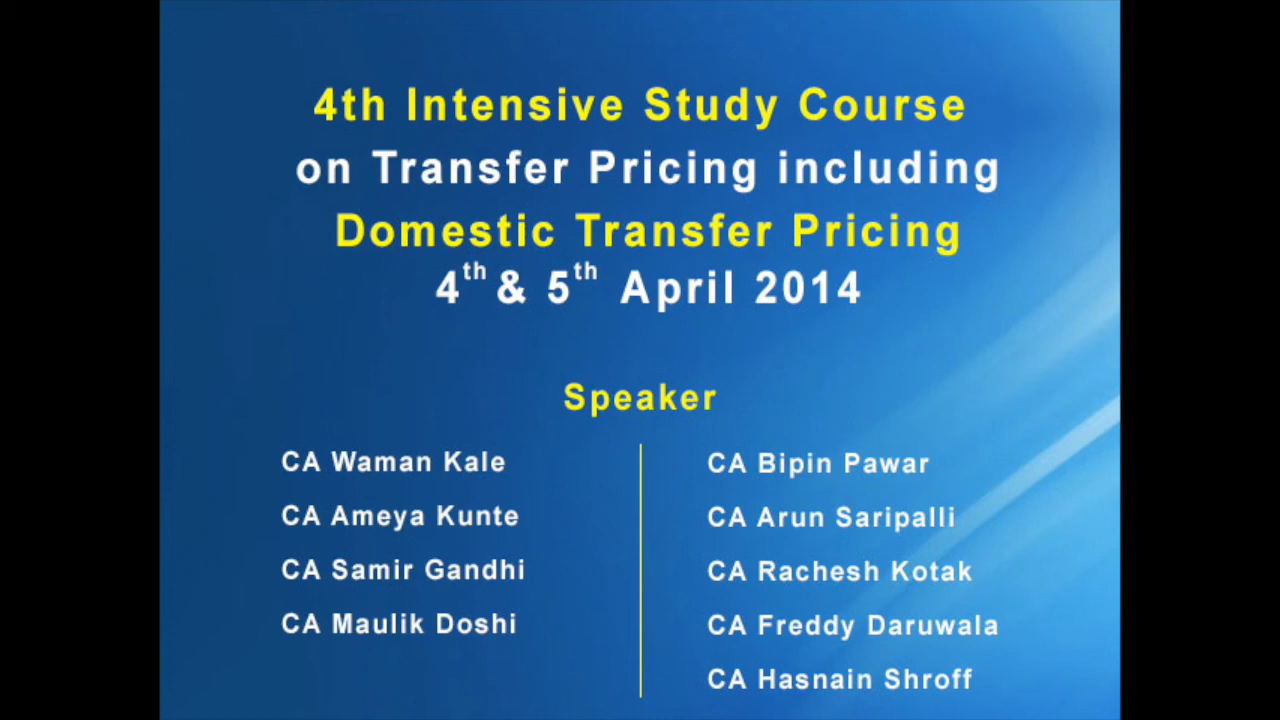 4th Intensive Study Course
on Transfer Pricing including
Domestic Transfer Pricing
4th & 5th April 2014
Speaker
CA Waman Kale
CA Ameya Kunte
CA Samir Gandhi
CA Maulik Doshi
CA Bipin Pawar
CA Arun Saripalli
CA Rachesh Kotak
CA Freddy Daruwala
CA Hasnain Shroff